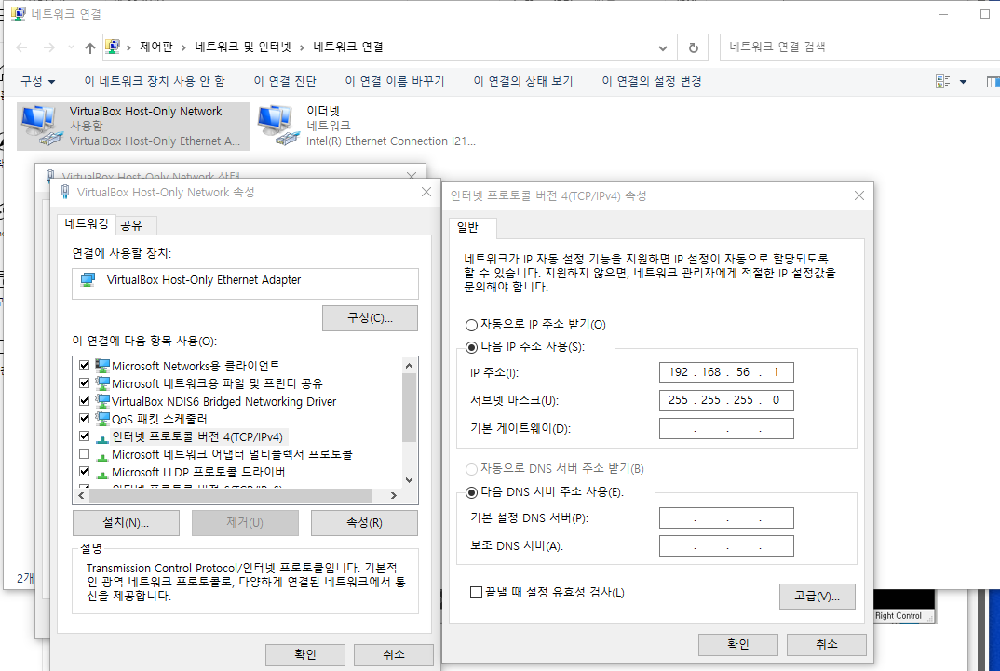 네트워크 연결
제어판 > 네트워크 및 인터넷 > 네트워크 연결
네트워크 연결 검색
구성 이 네트워크 장치 사용 안 함 이 연결 진단 이 연결 이름 바꾸기 이 연결의 상태 보기 이 연결의 설정 변경
VirtualBox Host-Only Network
사용함
VirtualBox Host-Only Ethernet A...
이더넷
네트워크
Intel(R) Ethernet Connection I21...
VirtualBox Host-Only Network 상태
VirtualBox Host-Only Network 속성
네트워킹 공유
연결에 사용할 장치:
VirtualBox Host-Only Ethernet Adapter
구성(C)...
이 연결에 다음 항목 사용(O):
Microsoft Networks용 클라이언트
Microsoft 네트워크용 파일 및 프린터 공유
VirtualBox NDIS6 Bridged Networking Driver
QoS 패킷 스케줄러
인터넷 프로토콜 버전 4(TCP/IPv4)
Microsoft 네트워크 어댑터 멀티플렉서 프로토콜
Microsoft LLDP 프로토콜 드라이버
설치(N)... 제거(U) 속성(R)
설명
Transmission Control Protocol/인터넷 프로토콜입니다. 기본적
인 광역 네트워크 프로토콜로, 다양하게 연결된 네트워크에서 통
신을 제공합니다.
확인 취소
인터넷 프로토콜 버전 4(TCP/IPv4) 속성
일반
네트워크가 IP 자동 설정 기능을 지원하면 IP 설정이 자동으로 할당되도록
할 수 있습니다. 지원하지 않으면, 네트워크 관리자에게 적절한 IP 설정값을
문의해야 합니다.
자동으로 IP 주소 받기(O)
다음 IP 주소 사용(S):
IP 주소(I): 192 . 168 . 56 . 1
서브넷 마스크(U): 255 . 255 . 255 . 0
기본 게이트웨이(D): . . .
자동으로 DNS 서버 주소 받기(B)
다음 DNS 서버 주소 사용(E):
기본 설정 DNS 서버(P): . . .
보조 DNS 서버(A): . . .
끝낼 때 설정 유효성 검사(L)
고급(V)...
확인 취소
2개
Right Control